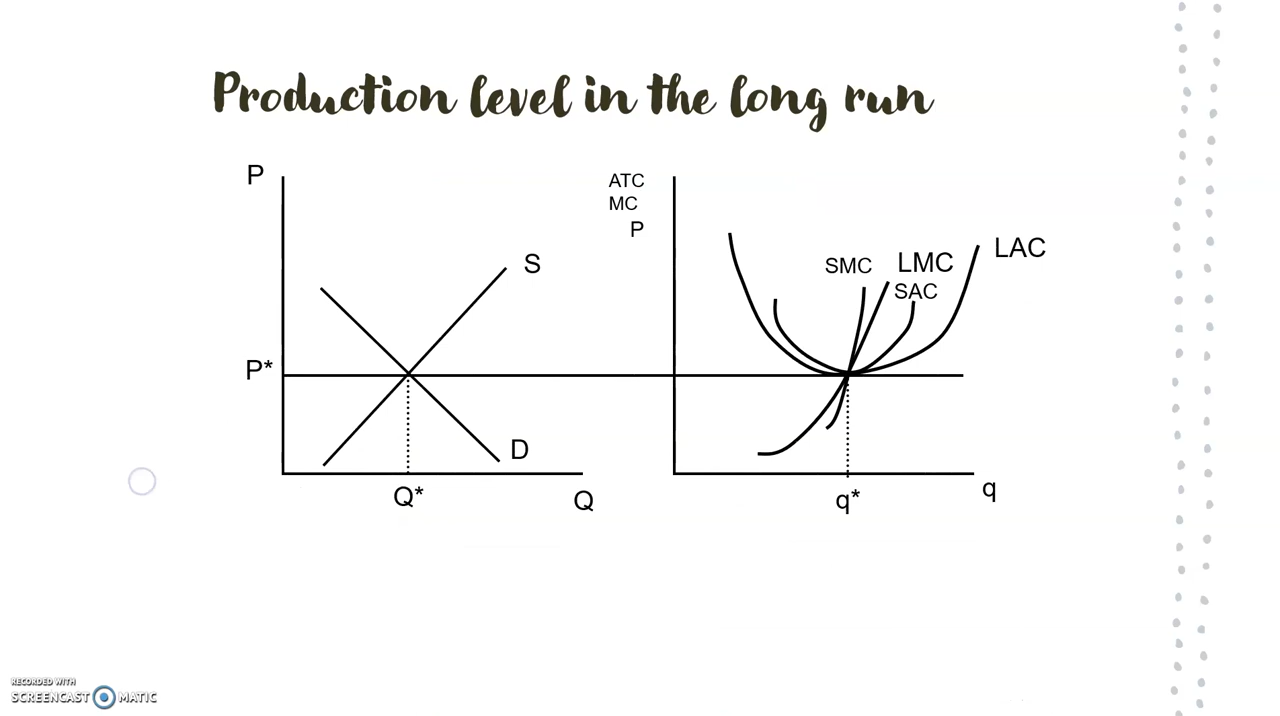 Production level in the long run
P
S
P*
D
Q*
Q
ATC
MC
P
SMC
LMC
SAC
LAC
q*
q
RECORDED WITH
SCREENCAST MATIC